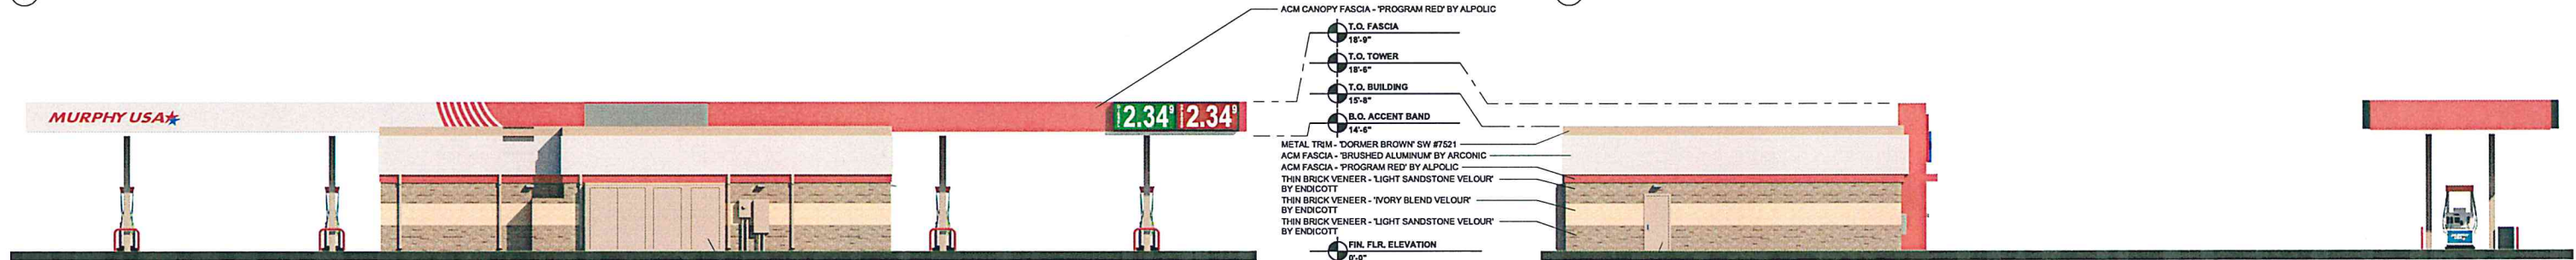 ACM CANOPY FASCIA - 'PROGRAM RED' BY ALPOLIC
T.O. FASCIA
18'-9"
T.O. TOWER
18'-6"
T.O. BUILDING
15'-8"
B.O. ACCENT BAND
14'-6"
MURPHY USA
2.34⁹ 2.34⁹
METAL TRIM - 'DORMER BROWN' SW #7521
ACM FASCIA - 'BRUSHED ALUMINUM' BY ARCONIC
ACM FASCIA - 'PROGRAM RED' BY ALPOLIC
THIN BRICK VENEER - 'LIGHT SANDSTONE VELOUR'
BY ENDICOTT
THIN BRICK VENEER - 'IVORY BLEND VELOUR'
BY ENDICOTT
THIN BRICK VENEER - 'LIGHT SANDSTONE VELOUR'
BY ENDICOTT
FIN. FLR. ELEVATION
0'-0"